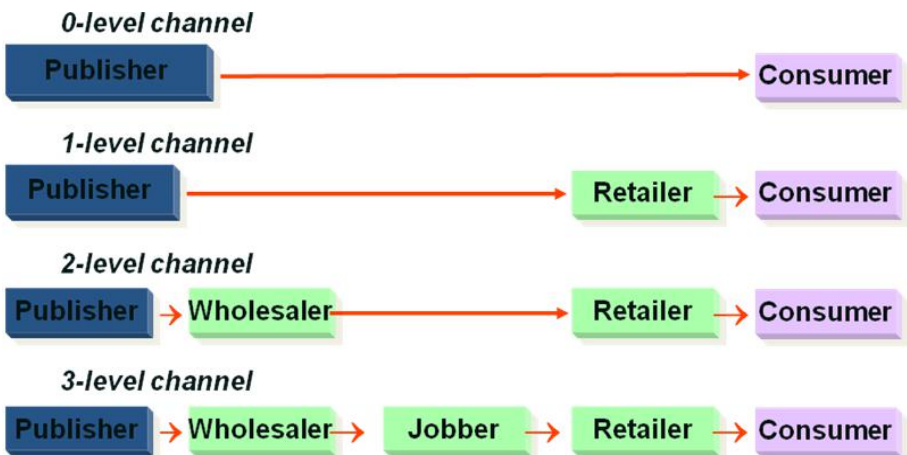 0-level channel
Publisher Consumer
1-level channel
Publisher Retailer Consumer
2-level channel
Publisher Wholesaler Retailer Consumer
3-level channel
Publisher Wholesaler Jobber Retailer Consumer